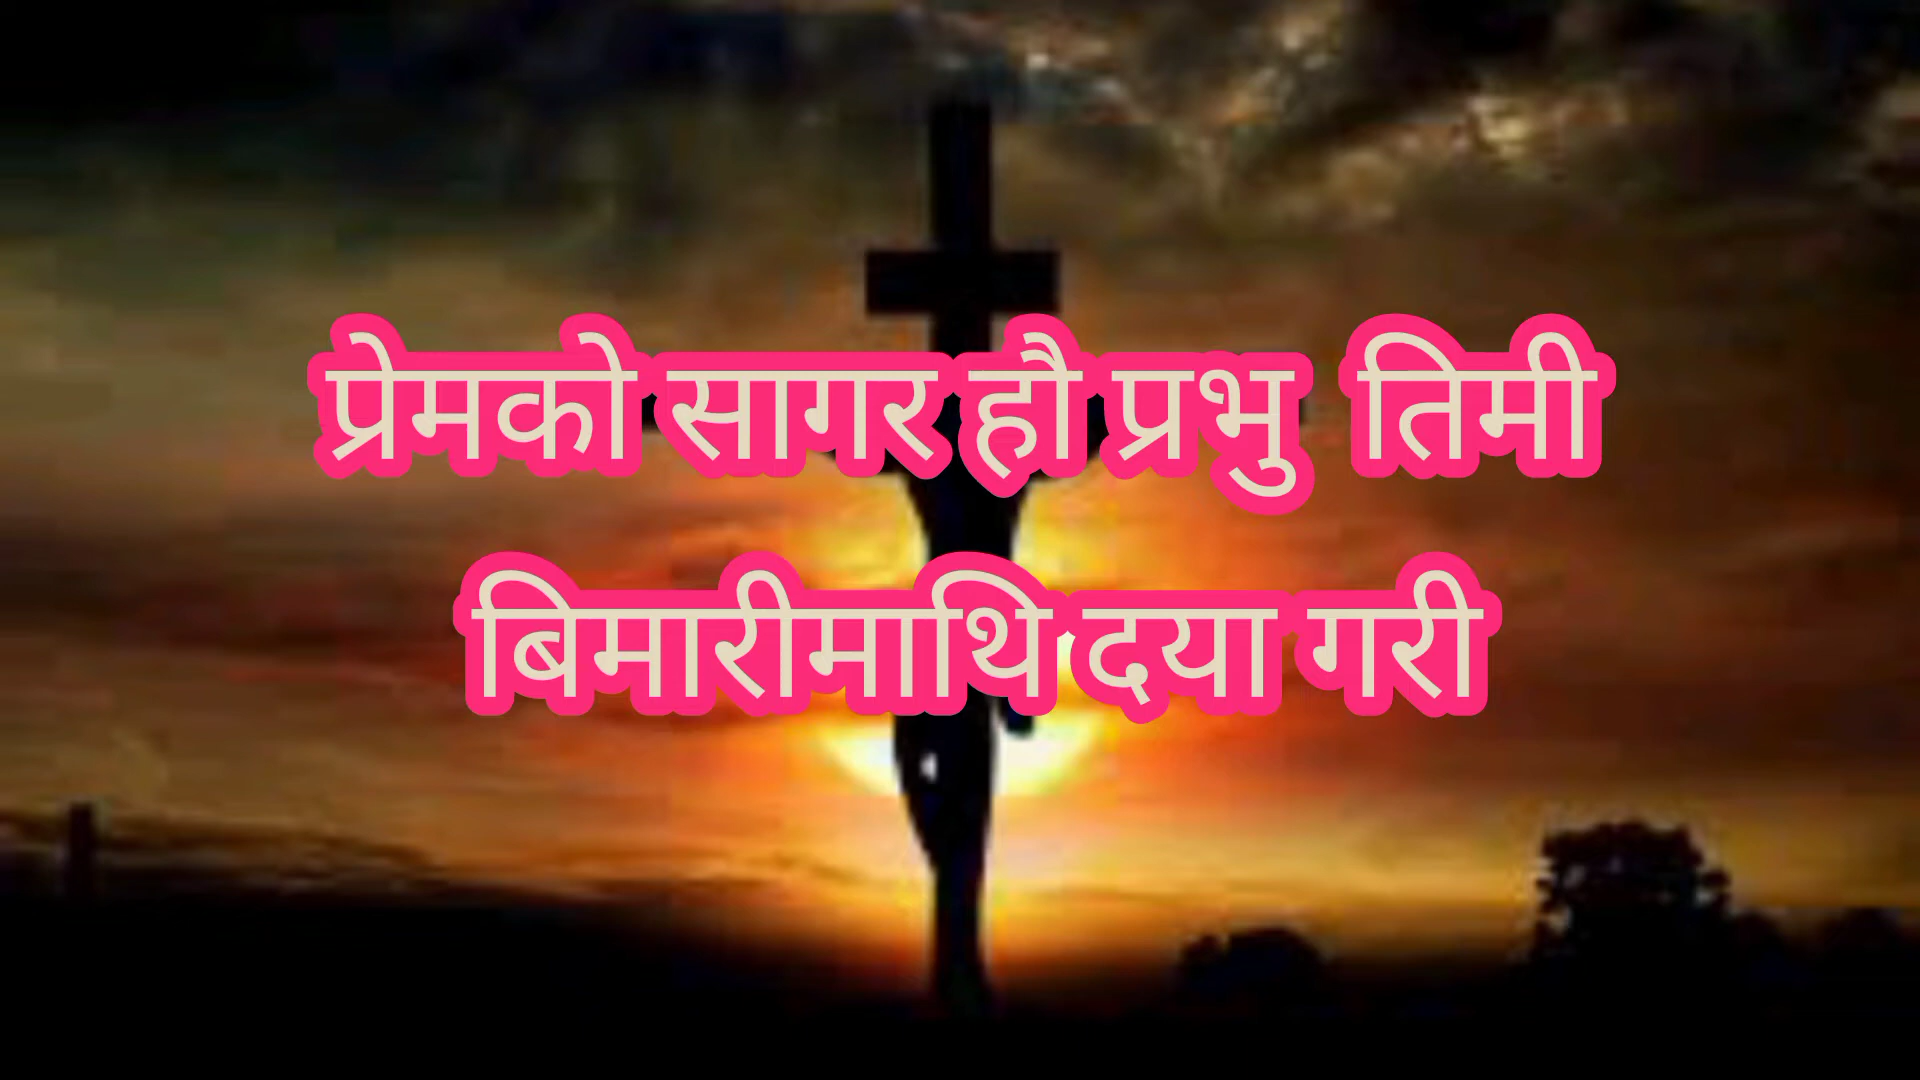 प्रेमको सागर हौ प्रभु  तिमी
बिमारीमाथि दया गरी